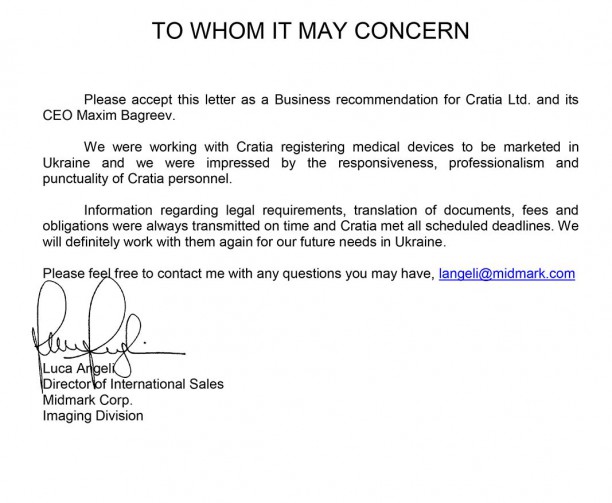 TO WHOM IT MAY CONCERN
Please accept this letter as a Business recommendation for Cratia Ltd. and its
CEO Maxim Bagreev.
We were working with Cratia registering medical devices to be marketed in
Ukraine and we were impressed by the responsiveness, professionalism and
punctuality of Cratia personnel.
Information regarding legal requirements, translation of documents, fees and
obligations were always transmitted on time and Cratia met all scheduled deadlines. We
will definitely work with them again for our future needs in Ukraine.
Please feel free to contact me with any questions you may have, langeli@midmark.com
Luca Angeli
Director of International Sales
Midmark Corp.
Imaging Division